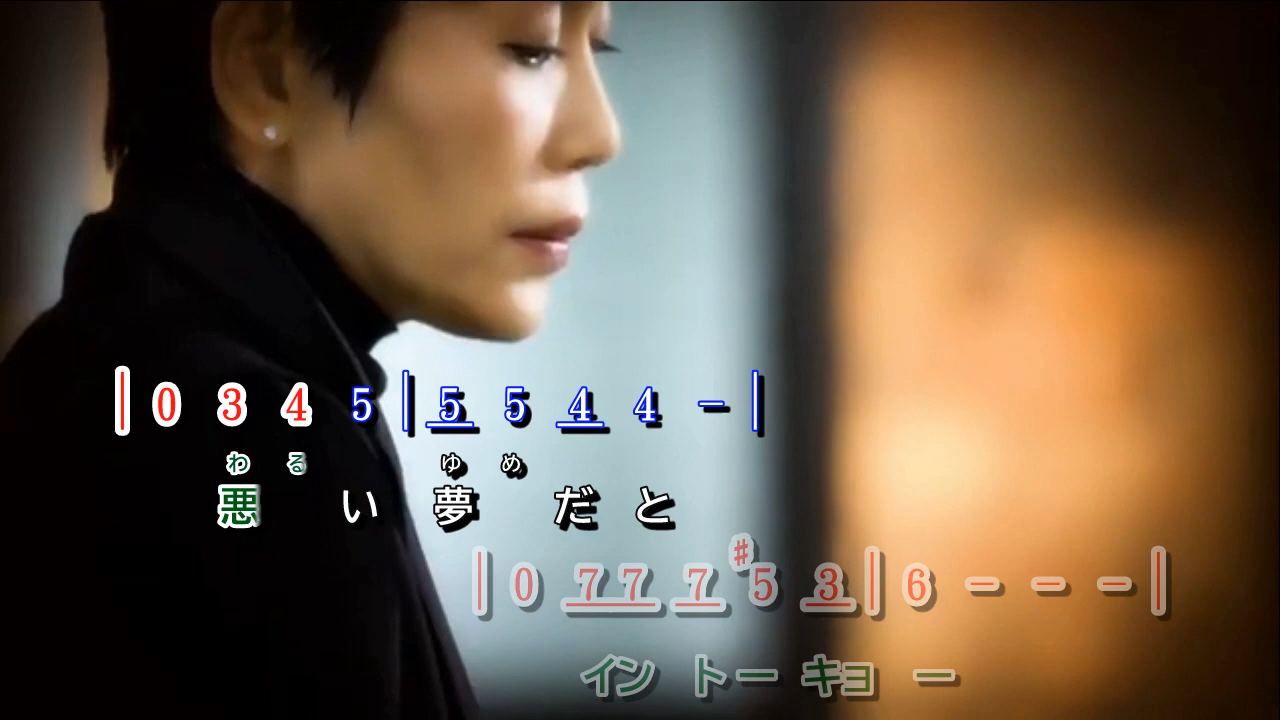 |0 3 4 5|5 5 4 4 -|
わる ゆめ
悪い夢だと
|0 7 7 7 #5 3|6 - - -|
イントーキョー